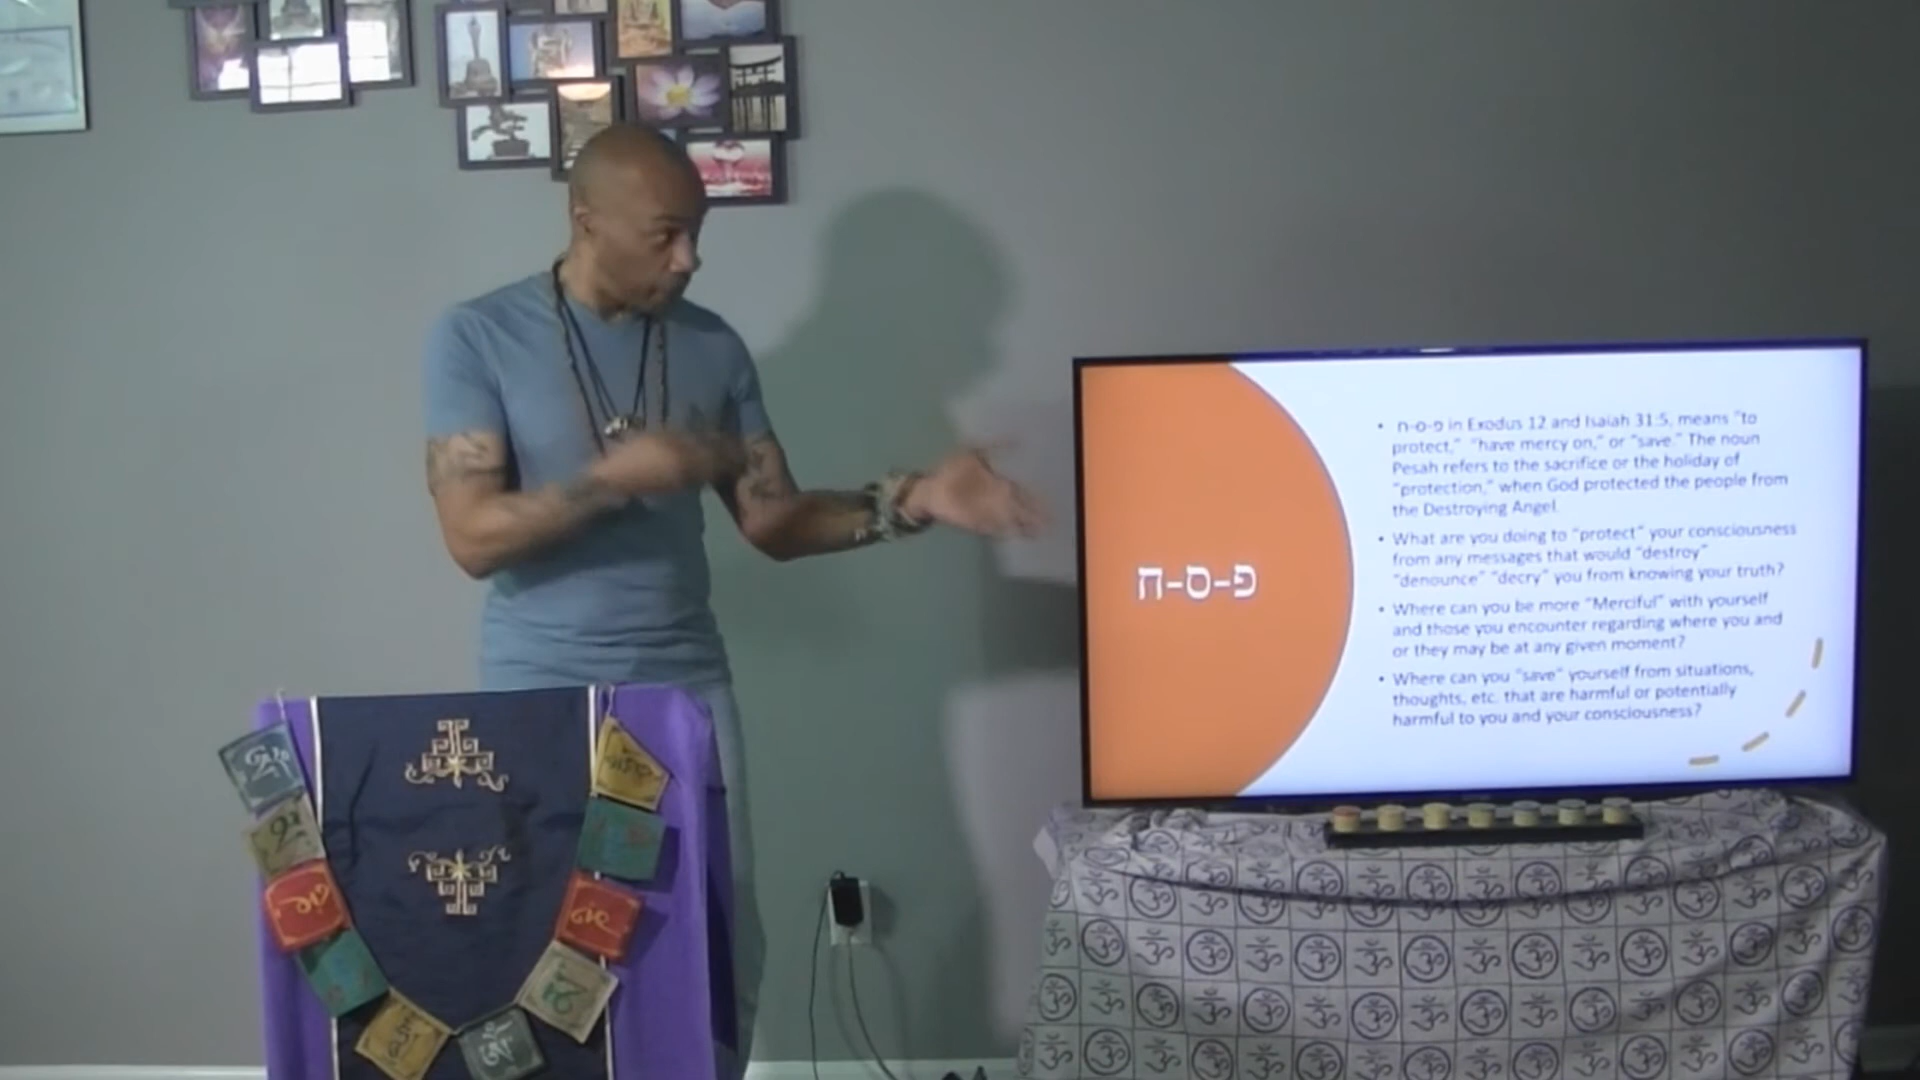 פ-ס-ח
• פ-ס-ח in Exodus 12 and Isaiah 31:5, means "to
protect," "have mercy on," or "save." The noun
Pesah refers to the sacrifice or the holiday of
"protection," when God protected the people from
the Destroying Angel.
• What are you doing to "protect" your consciousness
from any messages that would "destroy"
"denounce" "decry" you from knowing your truth?
• Where can you be more "Merciful" with yourself
and those you encounter regarding where you and
or they may be at any given moment?
• Where can you "save" yourself from situations,
thoughts, etc. that are harmful or potentially
harmful to you and your consciousness?